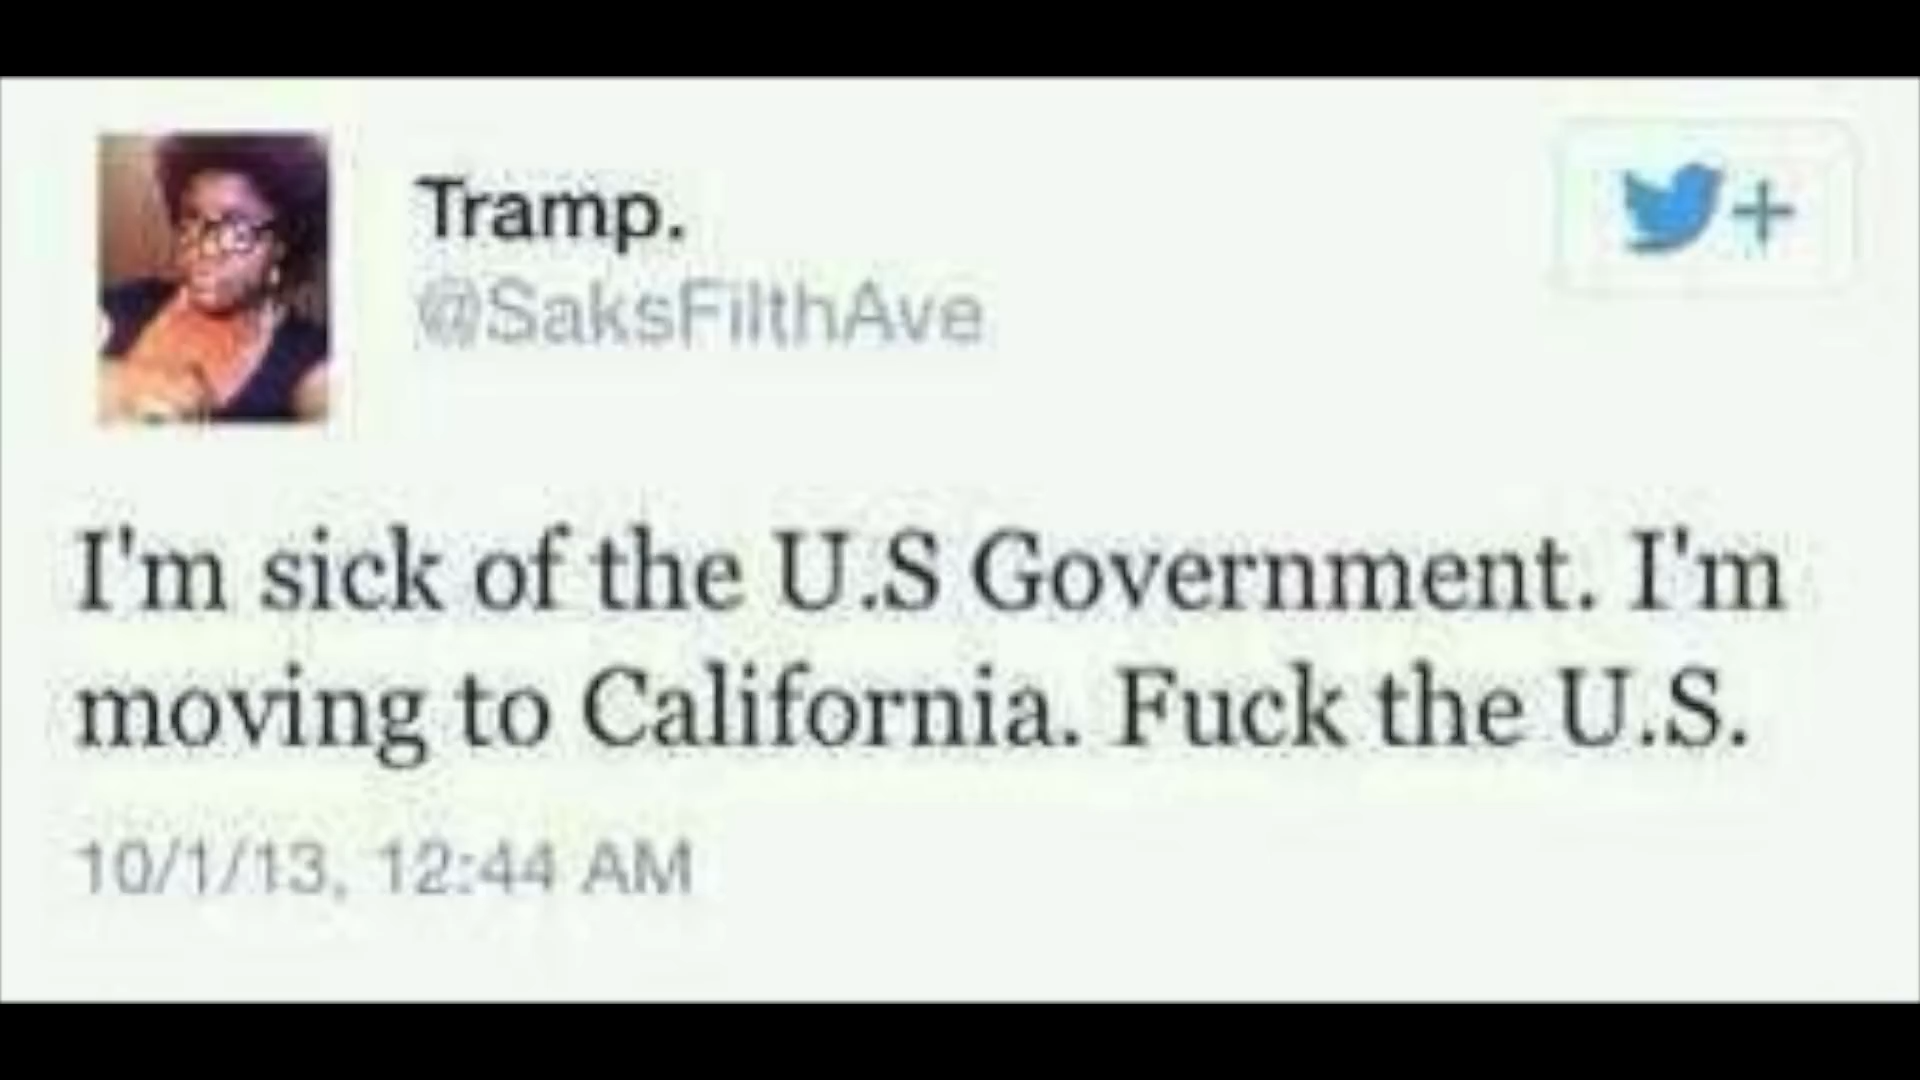 Tramp.
@SaksFilthAve
I'm sick of the U.S Government. I'm
moving to California. Fuck the U.S.
10/1/13, 12:44 AM